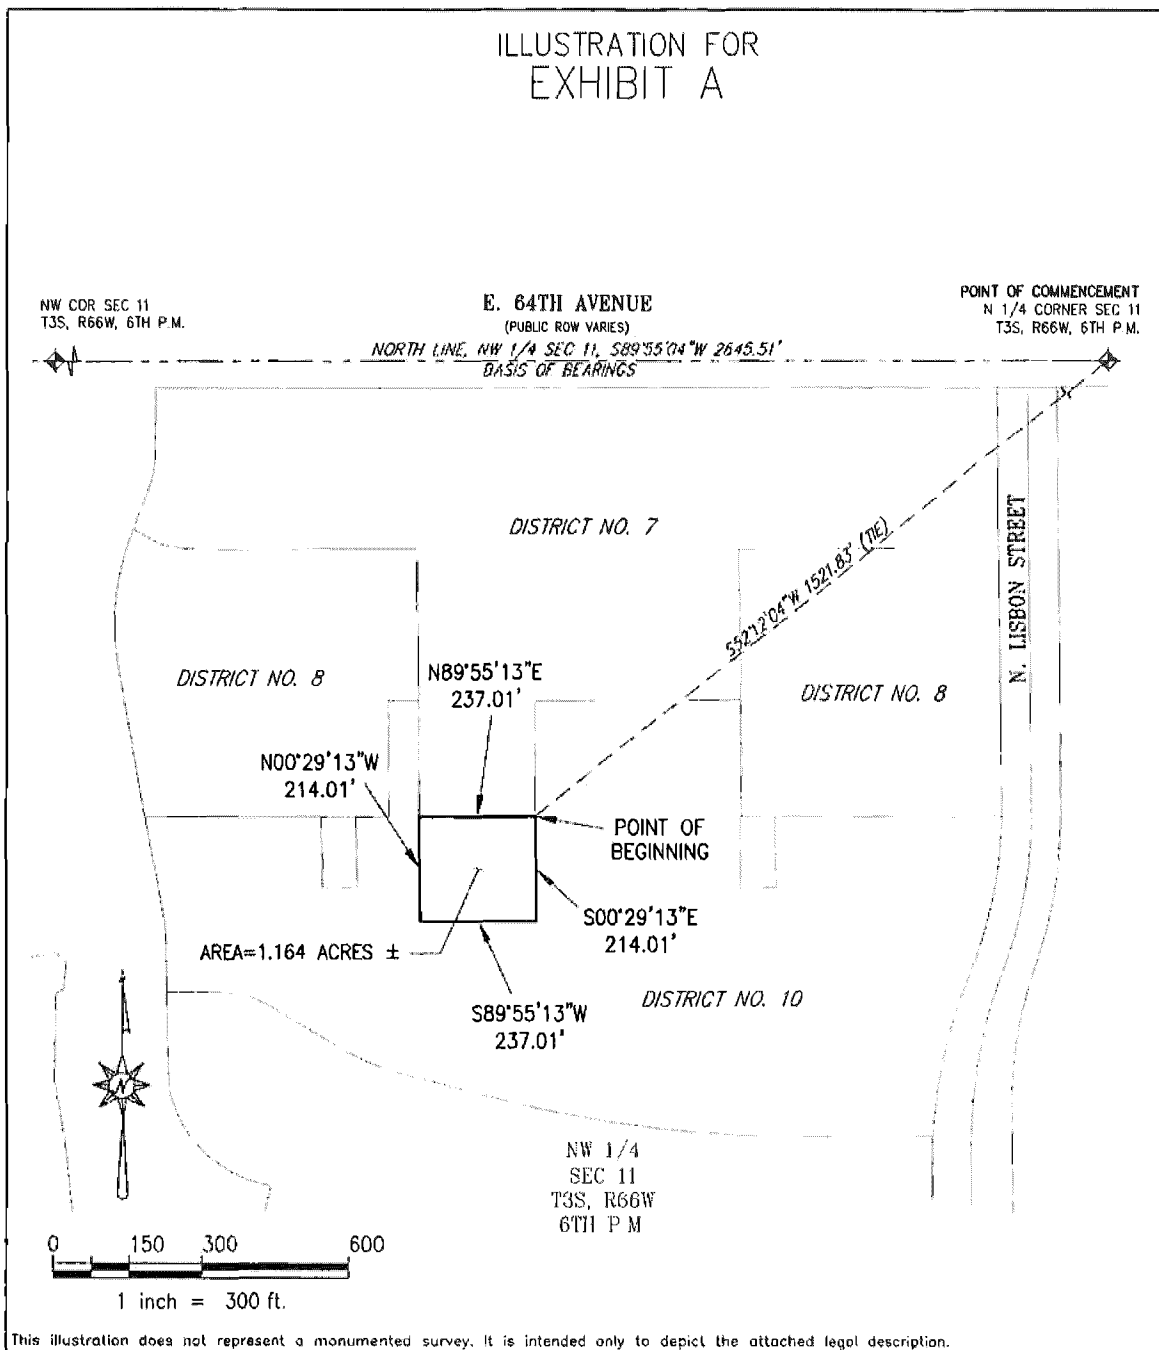 ILLUSTRATION FOR
EXHIBIT A
NW COR SEC 11
T3S, R66W, 6TH P.M.
E. 64TH AVENUE
(PUBLIC ROW VARIES)
NORTH LINE, NW 1/4 SEC 11, S89°55'04"W 2645.51'
BASIS OF BEARINGS
POINT OF COMMENCEMENT
N 1/4 CORNER SEC 11
T3S, R66W, 6TH P.M.
DISTRICT NO. 7
S52°12'04"W 1521.83' (TIE)
N. LISBON STREET
DISTRICT NO. 8
N89°55'13"E
237.01'
DISTRICT NO. 8
N00°29'13"W
214.01'
POINT OF
BEGINNING
S00°29'13"E
214.01'
AREA=1.164 ACRES ±
S89°55'13"W
237.01'
DISTRICT NO. 10
N
NW 1/4
SEC 11
T3S, R66W
6TH P M
0 150 300 600
1 inch = 300 ft.
This illustration does not represent a monumented survey. It is intended only to depict the attached legal description.